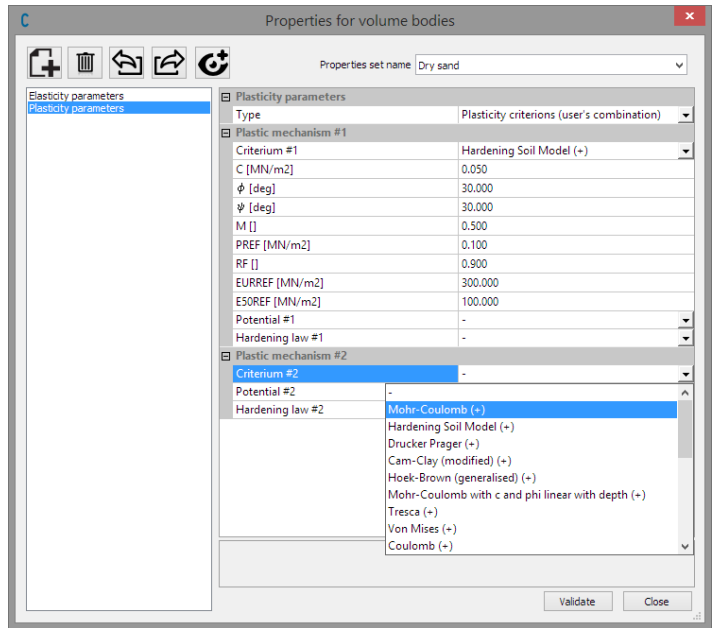 Properties for volume bodies
Properties set name Dry sand
Elasticity parameters
Plasticity parameters
Plasticity parameters
Type Plasticity criterions (user's combination)
Plastic mechanism #1
Criterium #1 Hardening Soil Model (+)
C [MN/m2] 0.050
ϕ [deg] 30.000
ψ [deg] 30.000
M [] 0.500
PREF [MN/m2] 0.100
RF [] 0.900
EURREF [MN/m2] 300.000
E50REF [MN/m2] 100.000
Potential #1 -
Hardening law #1 -
Plastic mechanism #2
Criterium #2 -
Potential #2 -
Hardening law #2 Mohr-Coulomb (+)
Hardening Soil Model (+)
Drucker Prager (+)
Cam-Clay (modified) (+)
Hoek-Brown (generalised) (+)
Mohr-Coulomb with c and phi linear with depth (+)
Tresca (+)
Von Mises (+)
Coulomb (+)
Validate Close